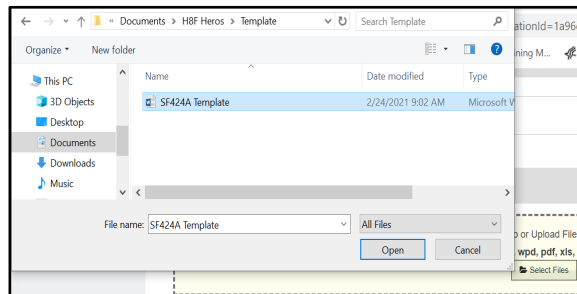 « Documents › H8F Heros › Template
Search Template
ationId=1a96
Organize
New folder
ining M...
This PC
3D Objects
Desktop
Documents
Downloads
Music
Name
Date modified
Type
SF424A Template
2/24/2021 9:02 AM
Microsoft W
File name: SF424A Template
All Files
Open
Cancel
p or Upload File
wpd, pdf, xls,
Select Files